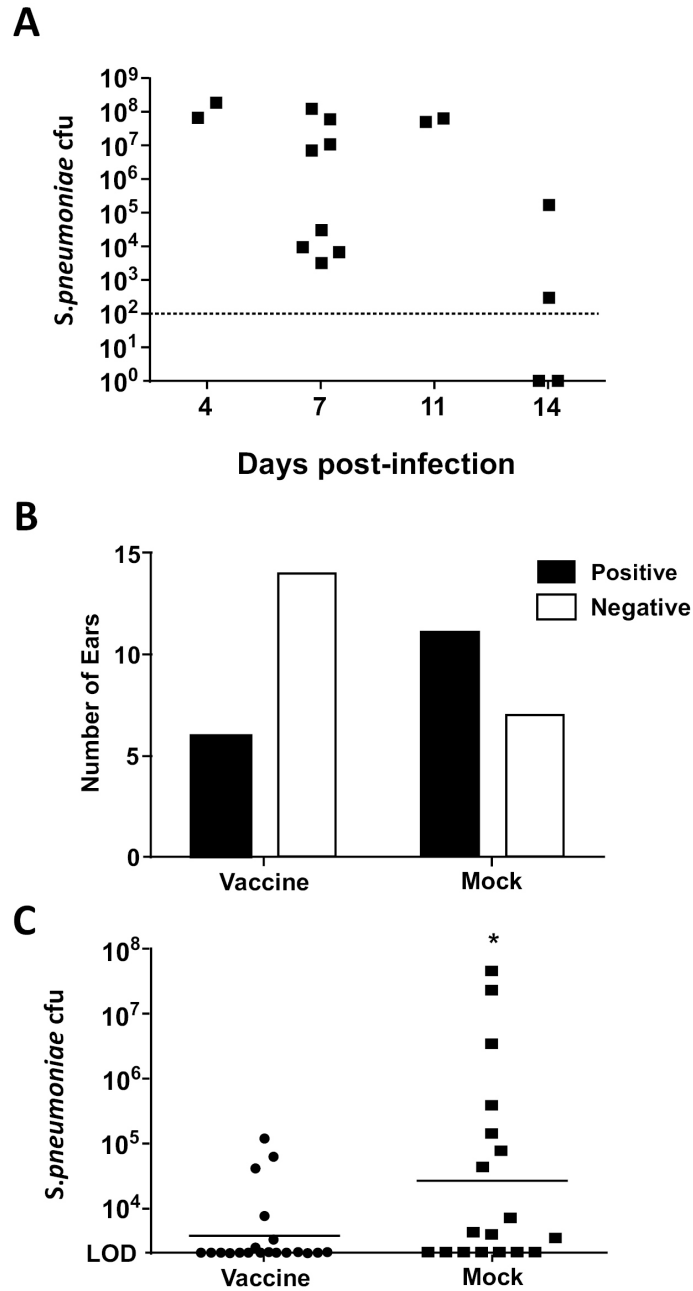 A
S.pneumoniae cfu
10⁹
10⁸
10⁷
10⁶
10⁵
10⁴
10³
10²
10¹
10⁰
4 7 11 14
Days post-infection
B
Number of Ears
15
10
5
0
Positive
Negative
Vaccine Mock
C
S.pneumoniae cfu
10⁸
10⁷
10⁶
10⁵
10⁴
LOD
*
Vaccine Mock